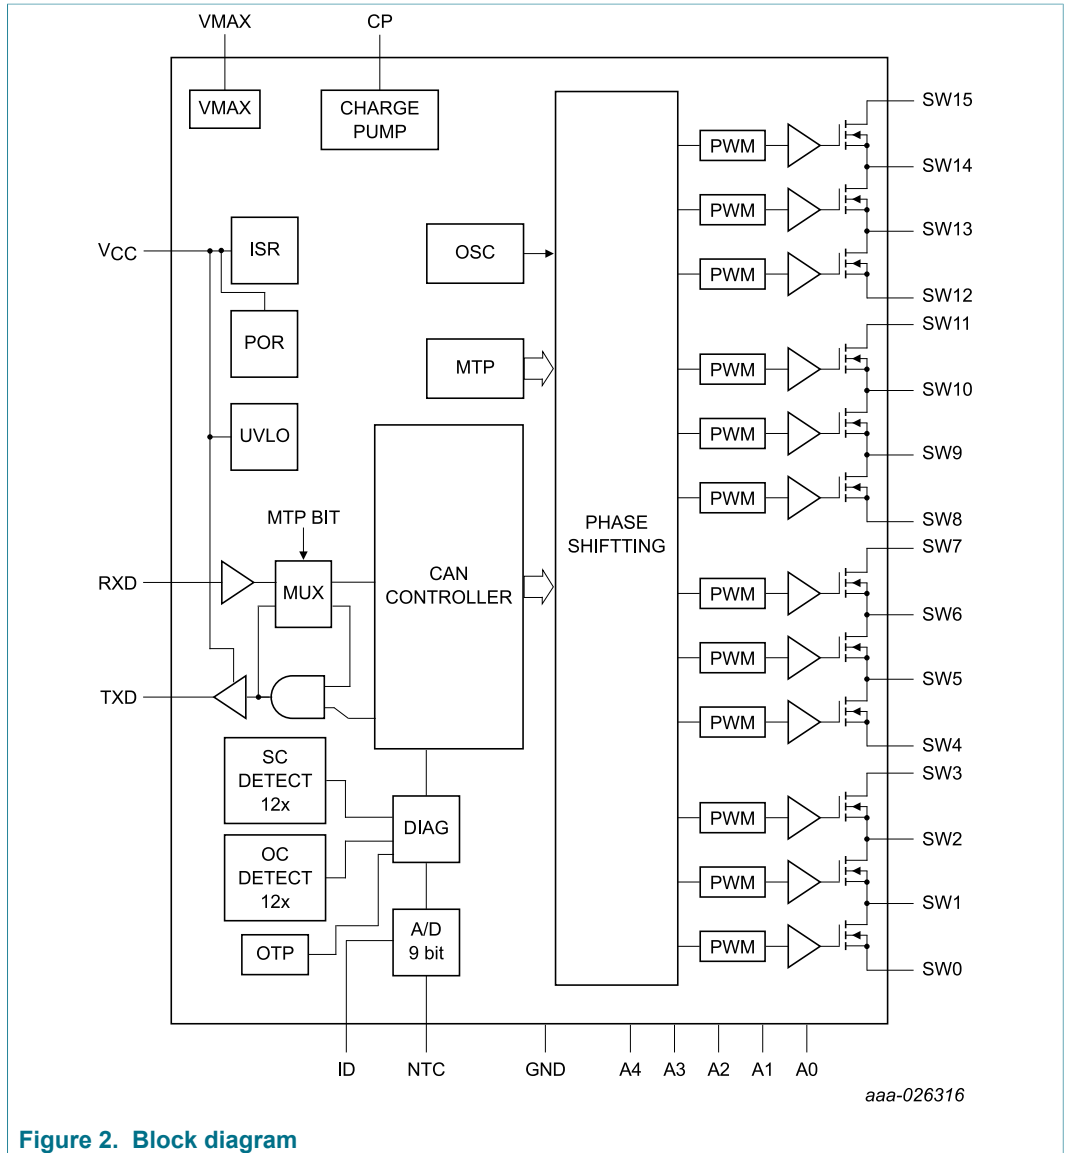 VMAX
CP
VMAX
CHARGE
PUMP
SW15
PWM
SW14
PWM
SW13
VCC
ISR
OSC
PWM
SW12
SW11
POR
MTP
PWM
SW10
UVLO
PWM
SW9
PWM
SW8
MTP BIT
PHASE
SHIFTTING
SW7
RXD
MUX
CAN
CONTROLLER
PWM
SW6
PWM
SW5
TXD
PWM
SW4
SC
DETECT
12x
SW3
DIAG
PWM
SW2
OC
DETECT
12x
PWM
SW1
A/D
9 bit
OTP
PWM
SW0
ID
NTC
GND
A4
A3
A2
A1
A0
aaa-026316
Figure 2. Block diagram